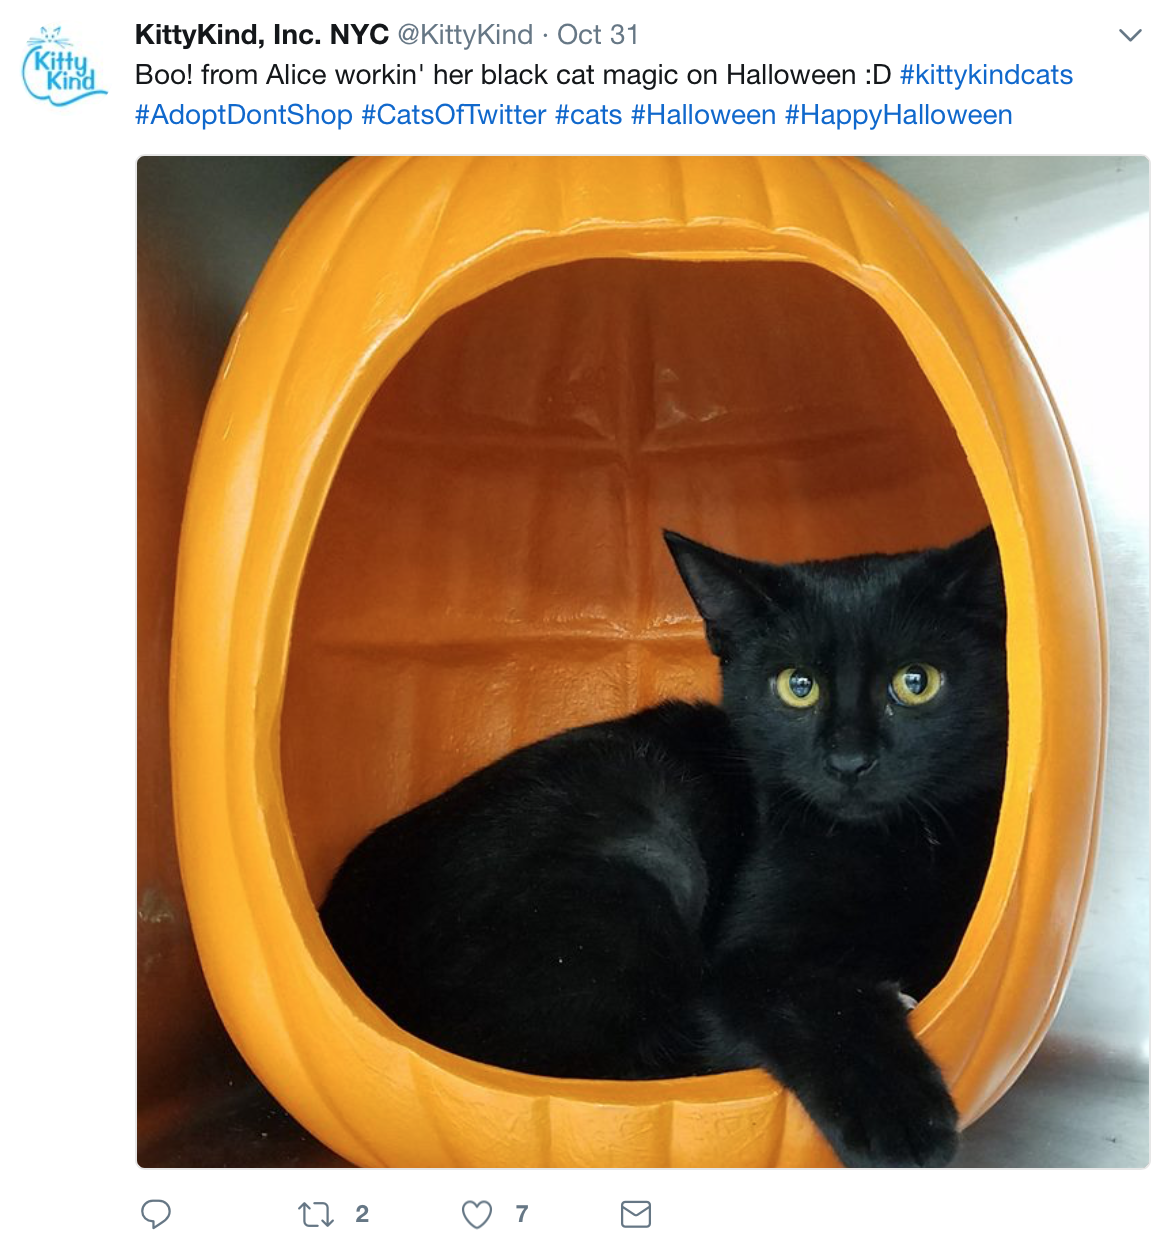 Kitty
Kind
KittyKind, Inc. NYC @KittyKind · Oct 31
Boo! from Alice workin' her black cat magic on Halloween :D #kittykindcats
#AdoptDontShop #CatsOfTwitter #cats #Halloween #HappyHalloween
2 7